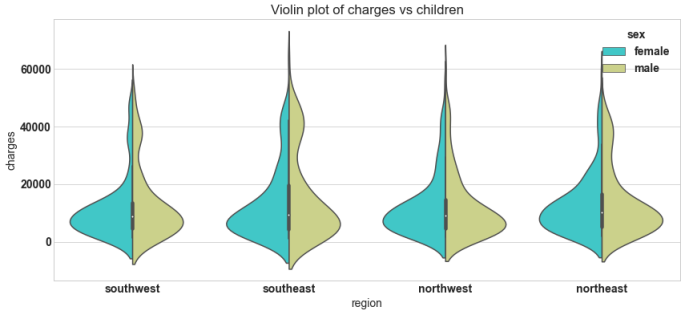 Violin plot of charges vs children
sex
female
male
60000
40000
20000
0
charges
southwest southeast northwest northeast
region